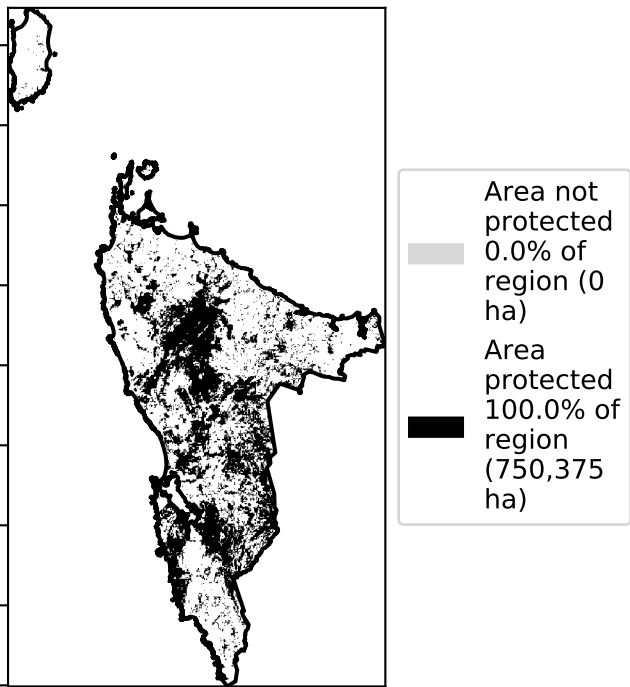 Area not
protected
0.0% of
region (0
ha)
Area
protected
100.0% of
region
(750,375
ha)